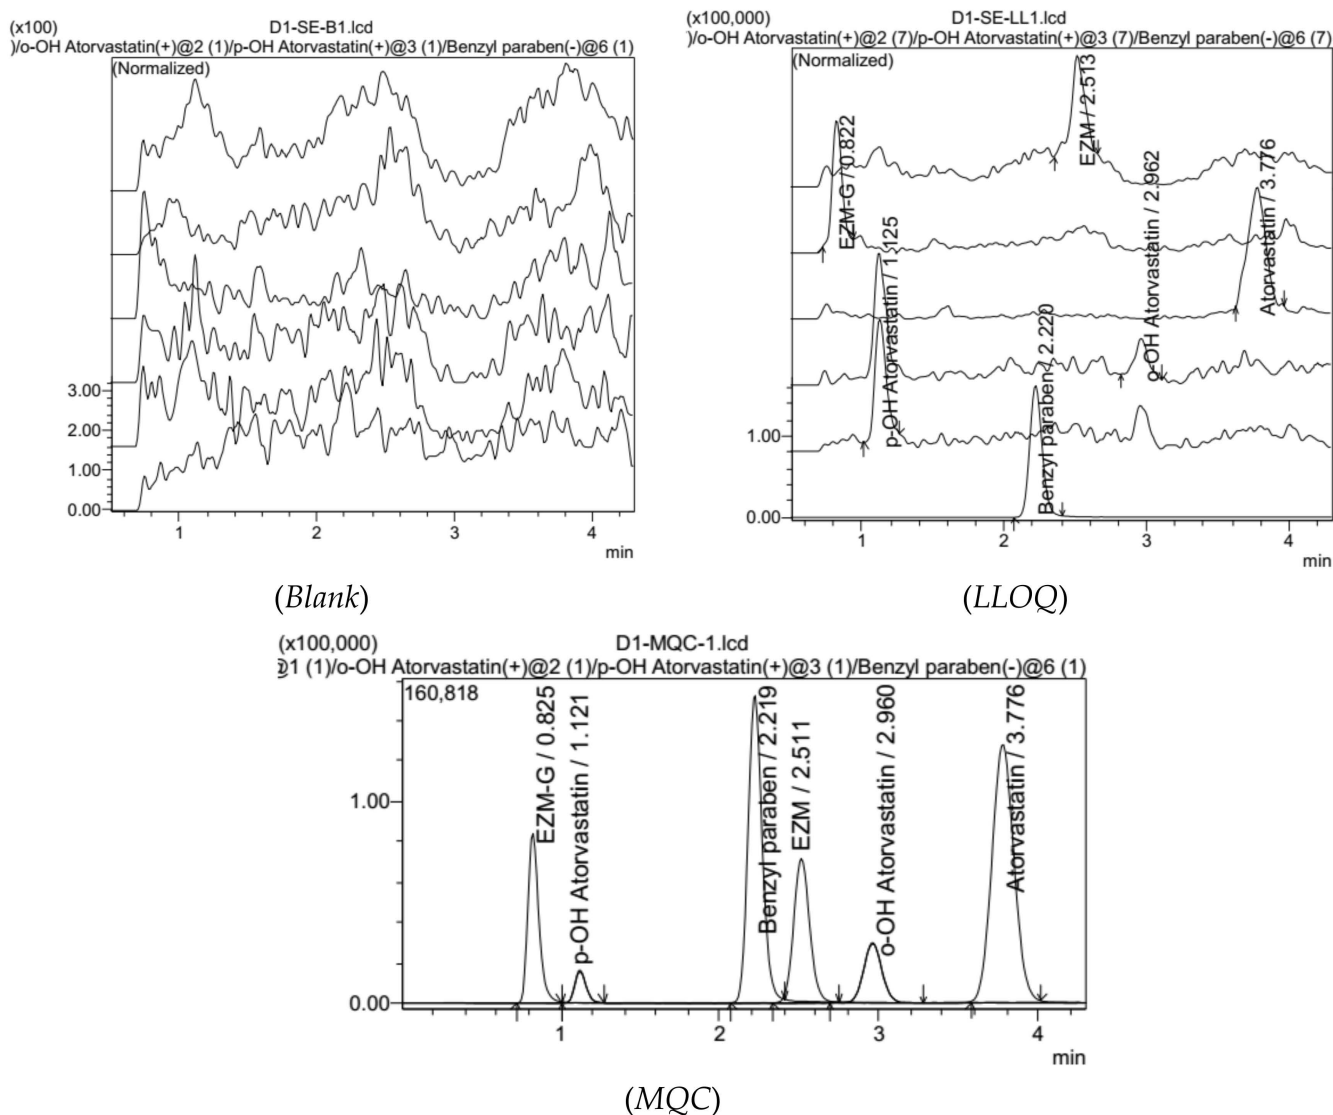 (x100)
D1-SE-B1.lcd
)/o-OH Atorvastatin(+)@2 (1)/p-OH Atorvastatin(+)@3 (1)/Benzyl paraben(-)@6 (1)
(Normalized)
3.00
2.00
1.00
0.00
1 2 3 4
min
(Blank)
(x100,000)
D1-SE-LL1.lcd
)/o-OH Atorvastatin(+)@2 (7)/p-OH Atorvastatin(+)@3 (7)/Benzyl paraben(-)@6 (7)
(Normalized)
EZM-G / 0.822
p-OH Atorvastatin / 1.125
Benzyl paraben / 2.220
EZM / 2.513
o-OH Atorvastatin / 2.962
Atorvastatin / 3.776
1.00
0.00
1 2 3 4
min
(LLOQ)
(x100,000)
D1-MQC-1.lcd
@1 (1)/o-OH Atorvastatin(+)@2 (1)/p-OH Atorvastatin(+)@3 (1)/Benzyl paraben(-)@6 (1)
160,818
EZM-G / 0.825
p-OH Atorvastatin / 1.121
Benzyl paraben / 2.219
EZM / 2.511
o-OH Atorvastatin / 2.960
Atorvastatin / 3.776
1.00
0.00
1 2 3 4
min
(MQC)